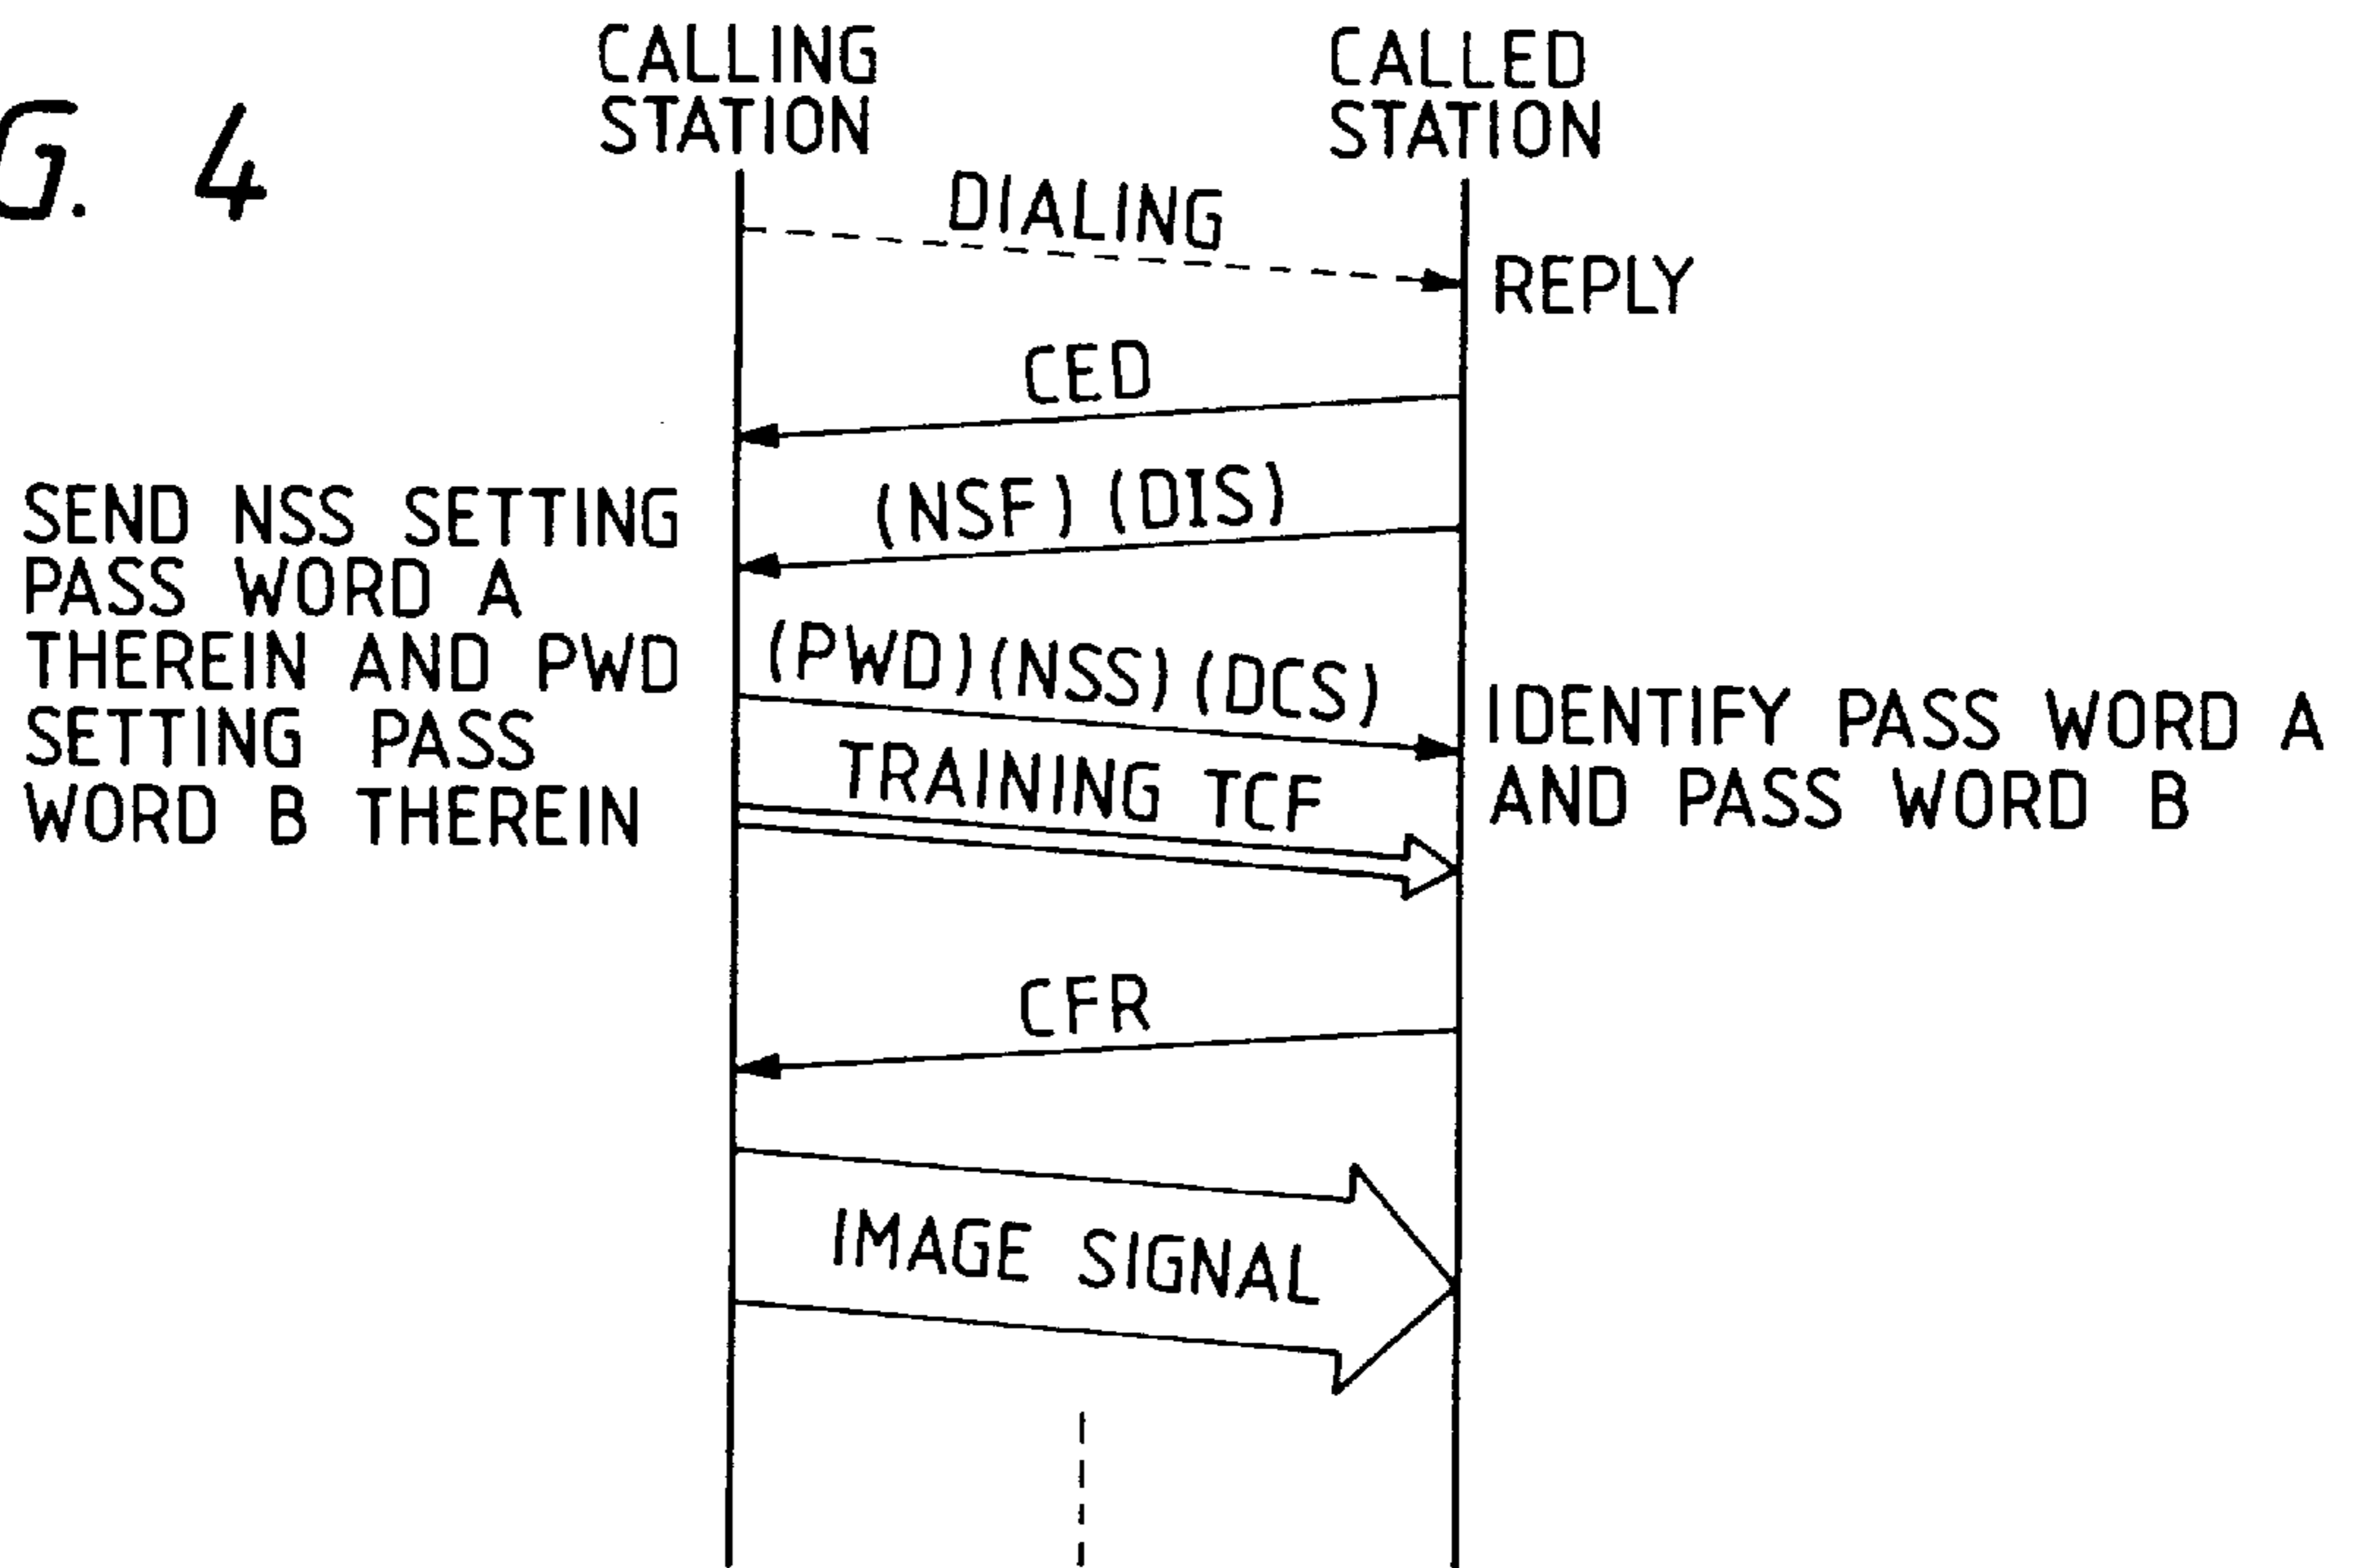 G. 4
CALLING
STATION
CALLED
STATION
DIALING
REPLY
CED
(NSF) (DIS)
SEND NSS SETTING
PASS WORD A
THEREIN AND PWD
SETTING PASS
WORD B THEREIN
(PWD)(NSS)(DCS)
IDENTIFY PASS WORD A
AND PASS WORD B
TRAINING TCF
CFR
IMAGE SIGNAL